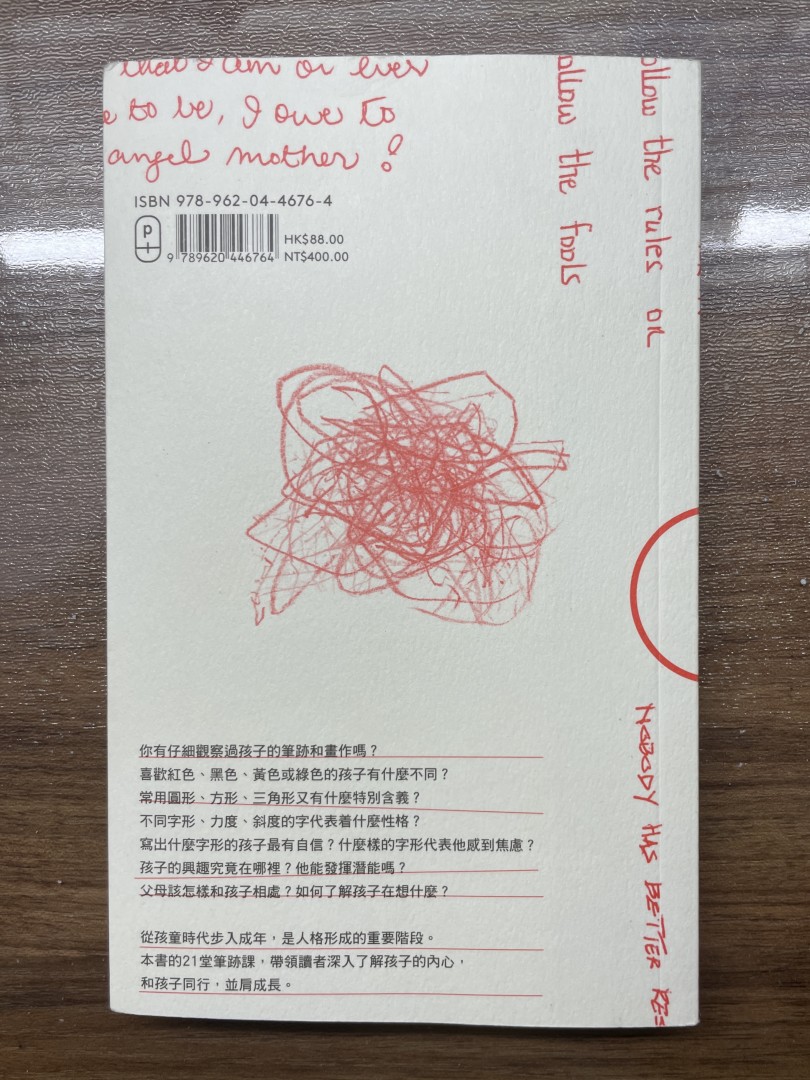 that I am or ever
to be, I owe to
angel mother!
ISBN 978-962-04-4676-4
p+
9 789620 446764
HK$88.00
NT$400.00
ollow the fools
ollow the rules or
NOBODY HAS BETTER RES
你有仔細觀察過孩子的筆跡和畫作嗎？
喜歡紅色、黑色、黃色或綠色的孩子有什麼不同？
常用圓形、方形、三角形又有什麼特別含義？
不同字形、力度、斜度的字代表着什麼性格？
寫出什麼字形的孩子最有自信？什麼樣的字形代表他感到焦慮？
孩子的興趣究竟在哪裡？他能發揮潛能嗎？
父母該怎樣和孩子相處？如何了解孩子在想什麼？
從孩童時代步入成年，是人格形成的重要階段。
本書的21堂筆跡課，帶領讀者深入了解孩子的內心，
和孩子同行，並肩成長。